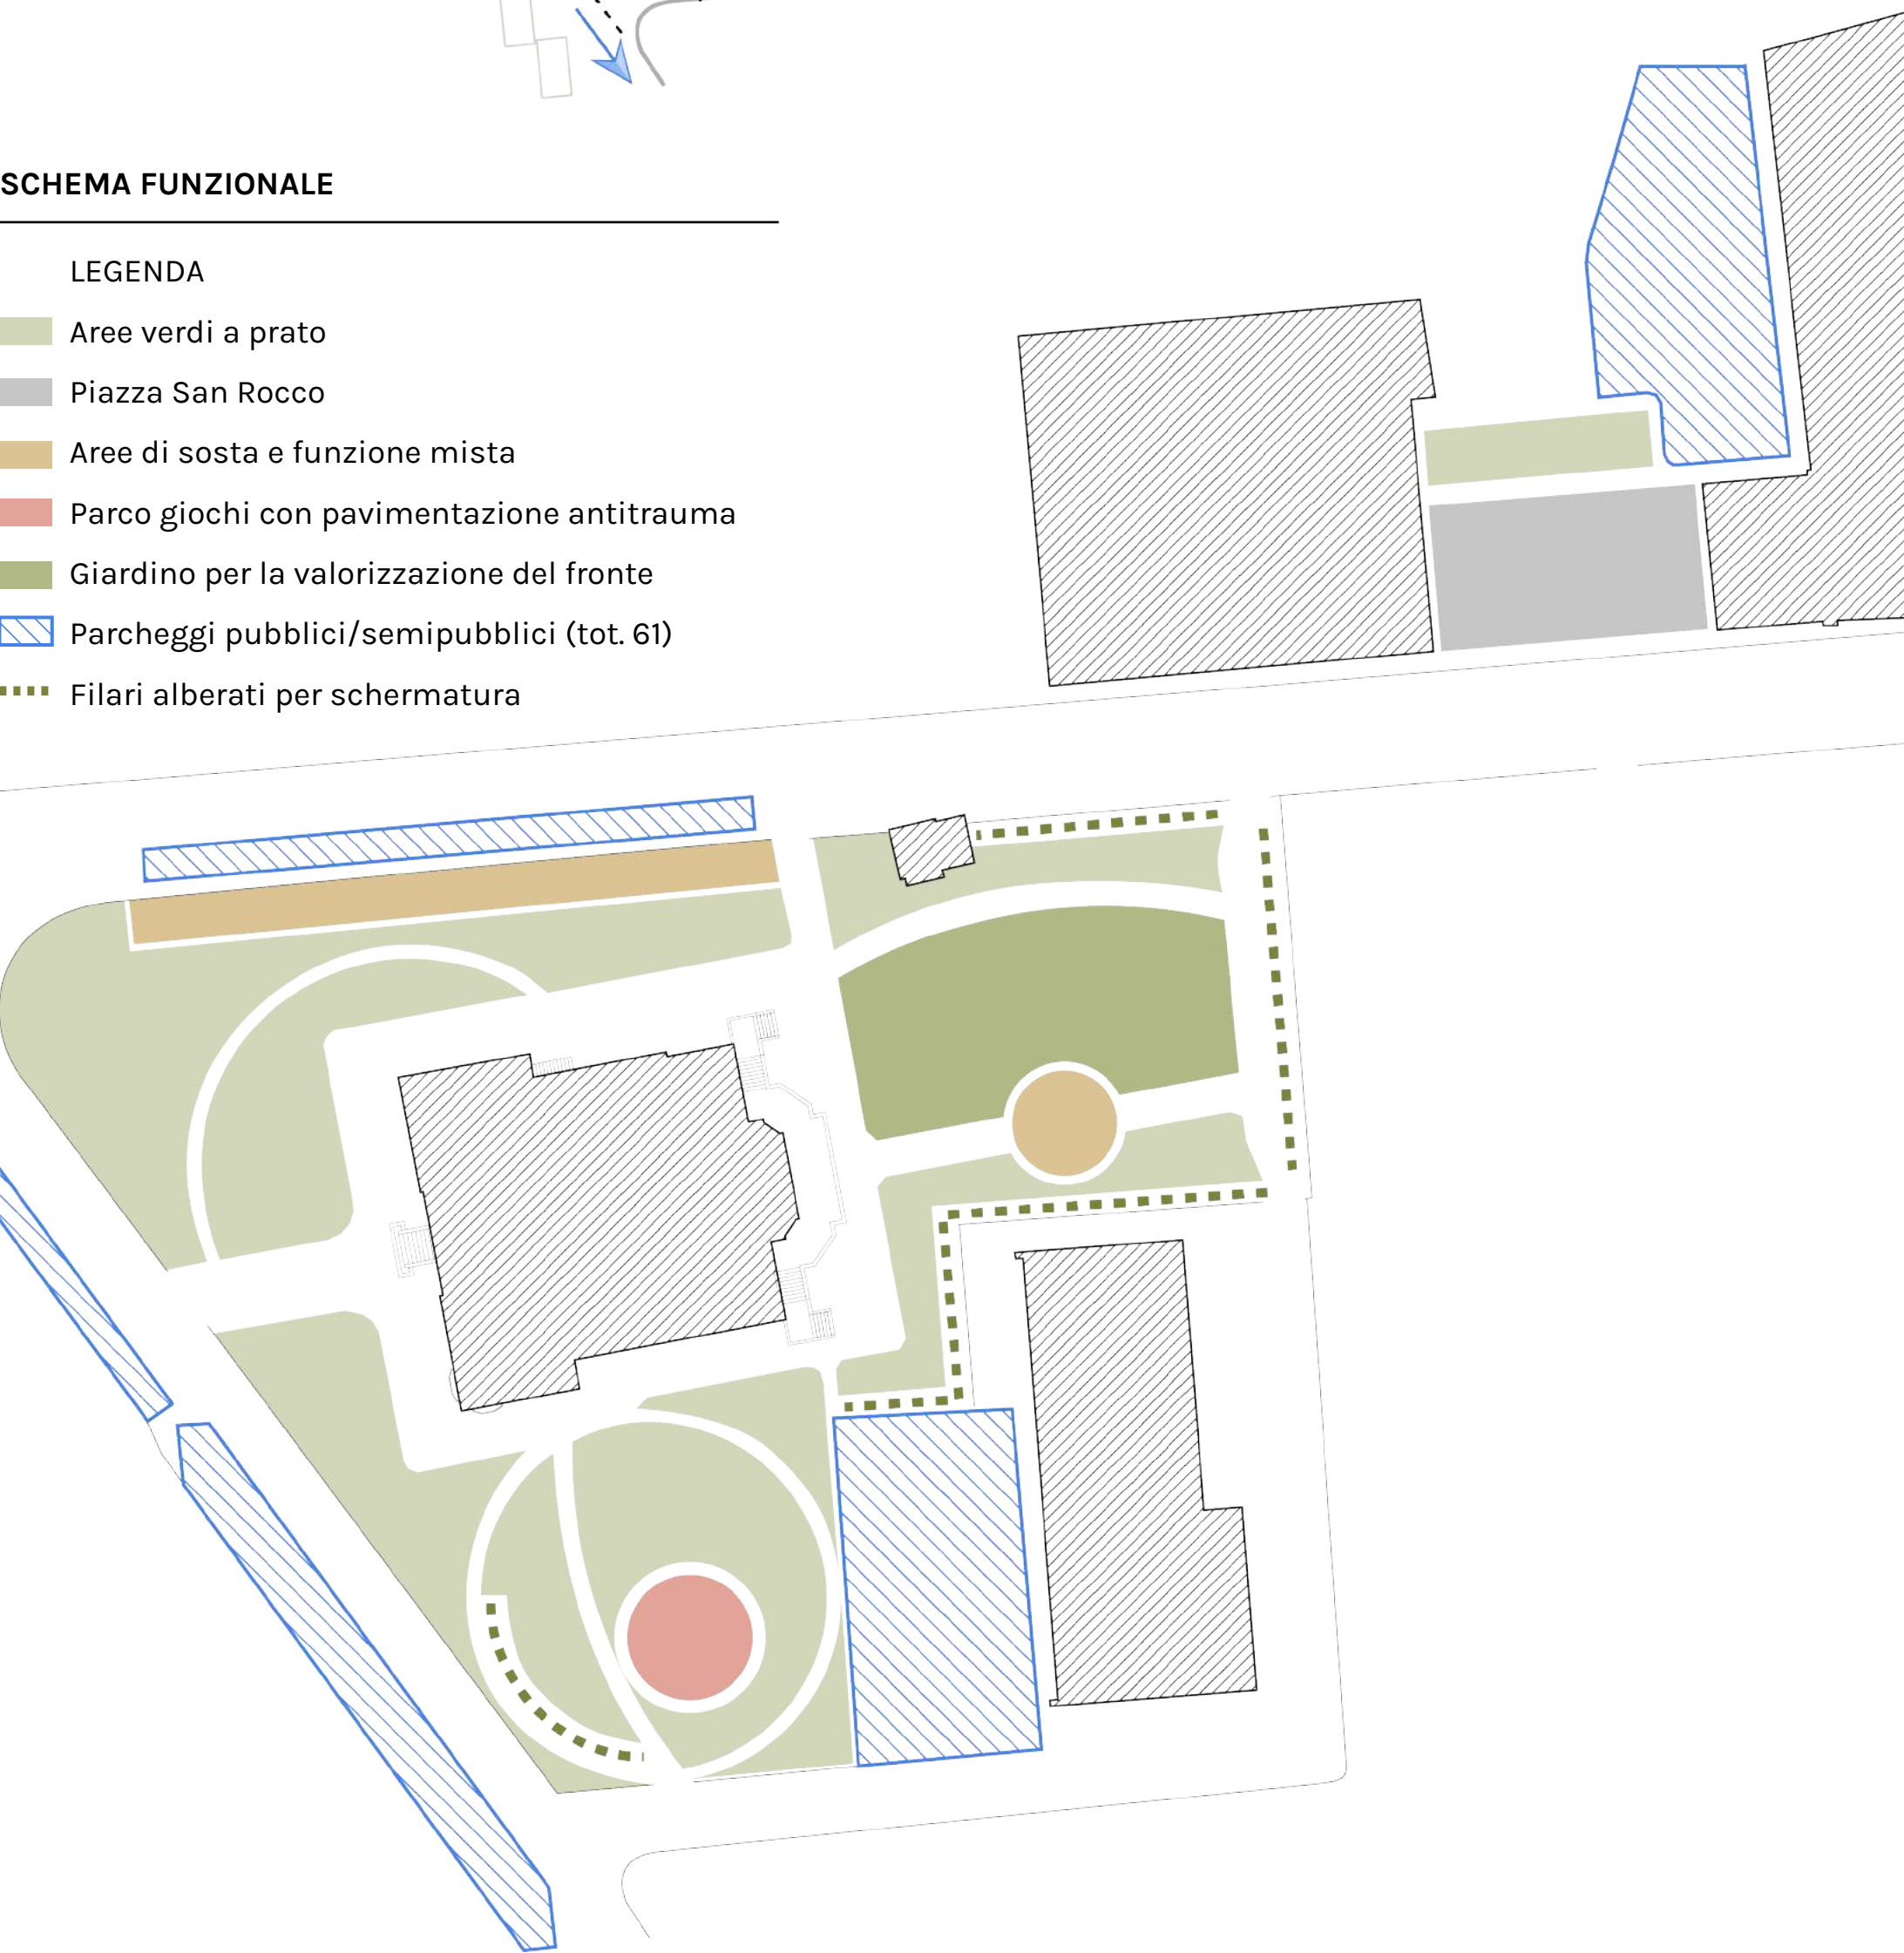 SCHEMA FUNZIONALE
LEGENDA
Aree verdi a prato
Piazza San Rocco
Aree di sosta e funzione mista
Parco giochi con pavimentazione antitrauma
Giardino per la valorizzazione del fronte
Parcheggi pubblici/semipubblici (tot. 61)
Filari alberati per schermatura